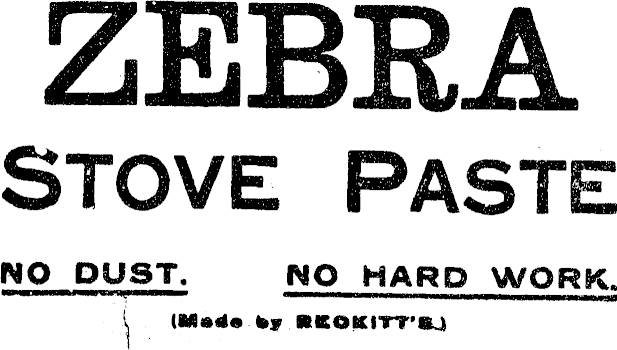 ZEBRA
STOVE PASTE
NO DUST. NO HARD WORK.
(Made by RECKITT'S.)